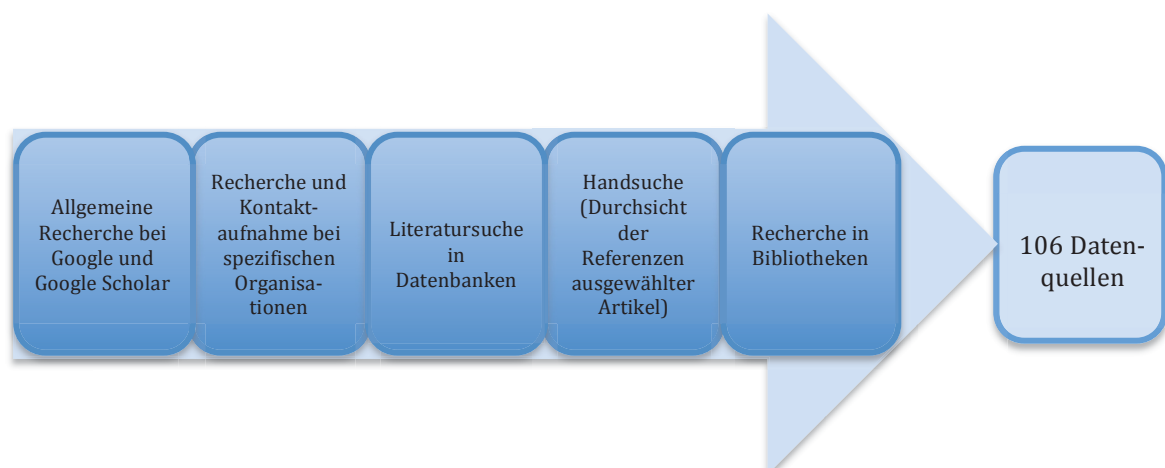 Allgemeine
Recherche bei
Google und
Google Scholar
Recherche und
Kontakt-
aufnahme bei
spezifischen
Organisa-
tionen
Literatursuche
in
Datenbanken
Handsuche
(Durchsicht
der
Referenzen
ausgewählter
Artikel)
Recherche in
Bibliotheken
106 Daten-
quellen